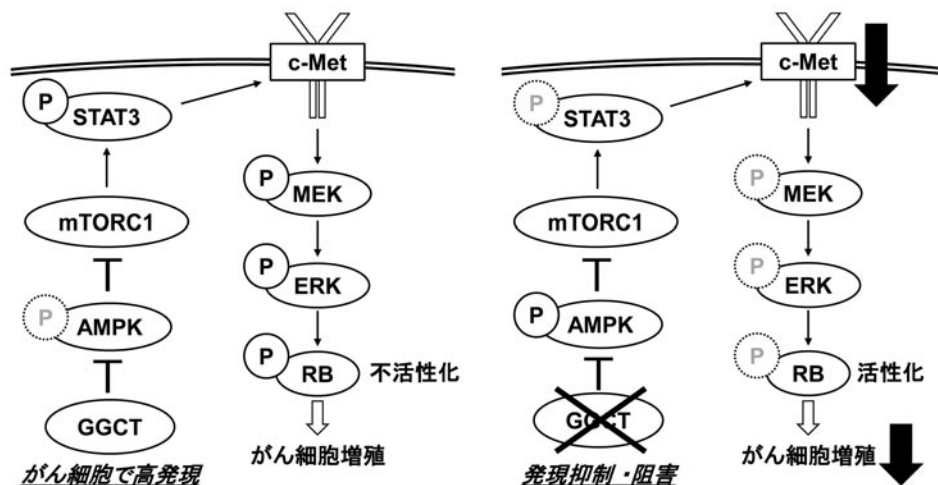 c-Met
P
STAT3
P
MEK
mTORC1
P
ERK
P
AMPK
P
RB 不活性化
GGCT
がん細胞増殖
がん細胞で高発現
c-Met
P
STAT3
P
MEK
mTORC1
P
ERK
P
AMPK
P
RB 活性化
GGCT
がん細胞増殖
発現抑制・阻害